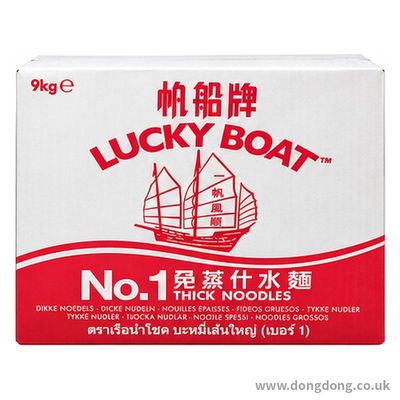 9kg ℮
帆船牌
LUCKY BOAT™
一帆風順
No.1 免蒸什水麵
THICK NOODLES
DIKKE NOEDELS · DICKE NUDELN · NOUILLES ÉPAISSES · FIDEOS GRUESOS · TYKKE NUDLER
TYKKE NUDLER · TJOCKA NUDLAR · NOODLE SPESSI · NOODLES GROSSOS
ตราเรือนำโชค บะหมี่เส้นใหญ่ (เบอร์ 1)
www.dongdong.co.uk